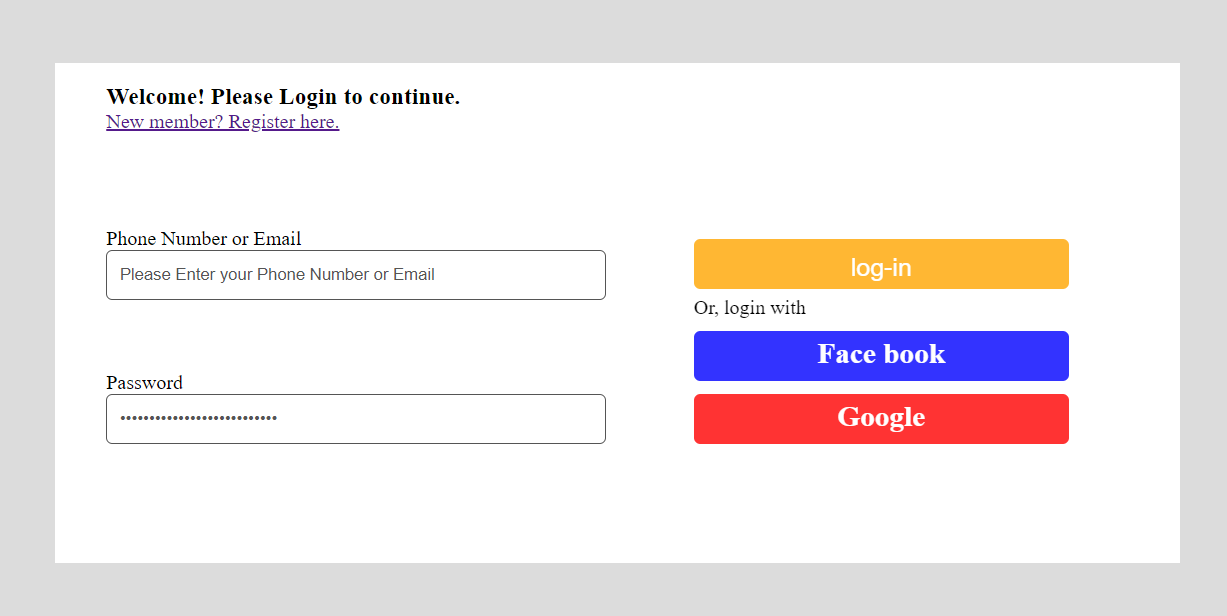 Welcome! Please Login to continue.
New member? Register here.
Phone Number or Email
Please Enter your Phone Number or Email
Password
•••••••••••••••••••••••••••
log-in
Or, login with
Face book
Google